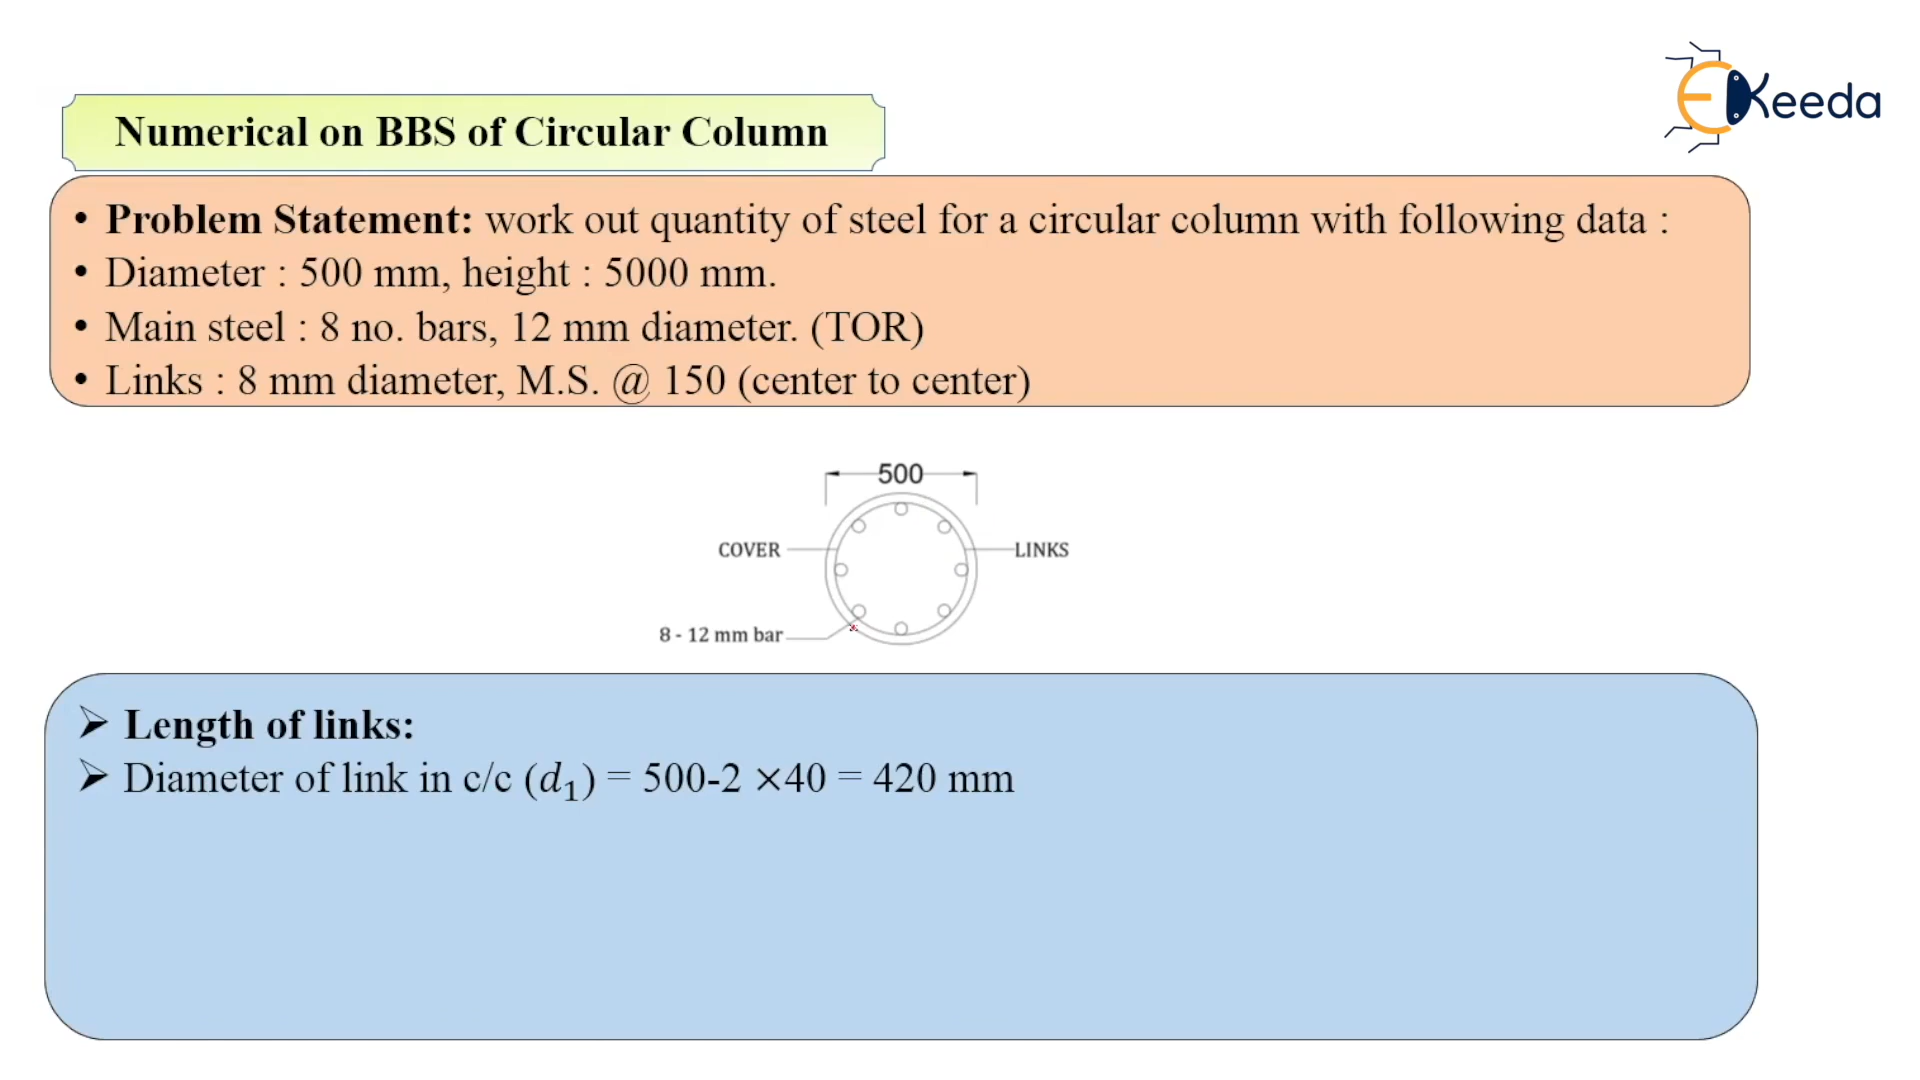 EKeeda
Numerical on BBS of Circular Column
• Problem Statement: work out quantity of steel for a circular column with following data :
• Diameter : 500 mm, height : 5000 mm.
• Main steel : 8 no. bars, 12 mm diameter. (TOR)
• Links : 8 mm diameter, M.S. @ 150 (center to center)
500
COVER
LINKS
8 - 12 mm bar
➢ Length of links:
➢ Diameter of link in c/c (d₁) = 500-2 ×40 = 420 mm